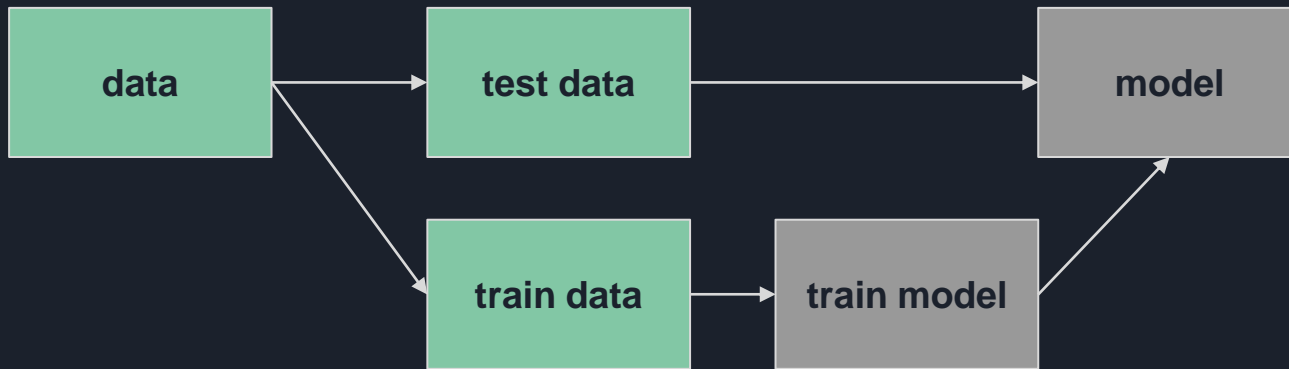 data
test data
model
train data
train model